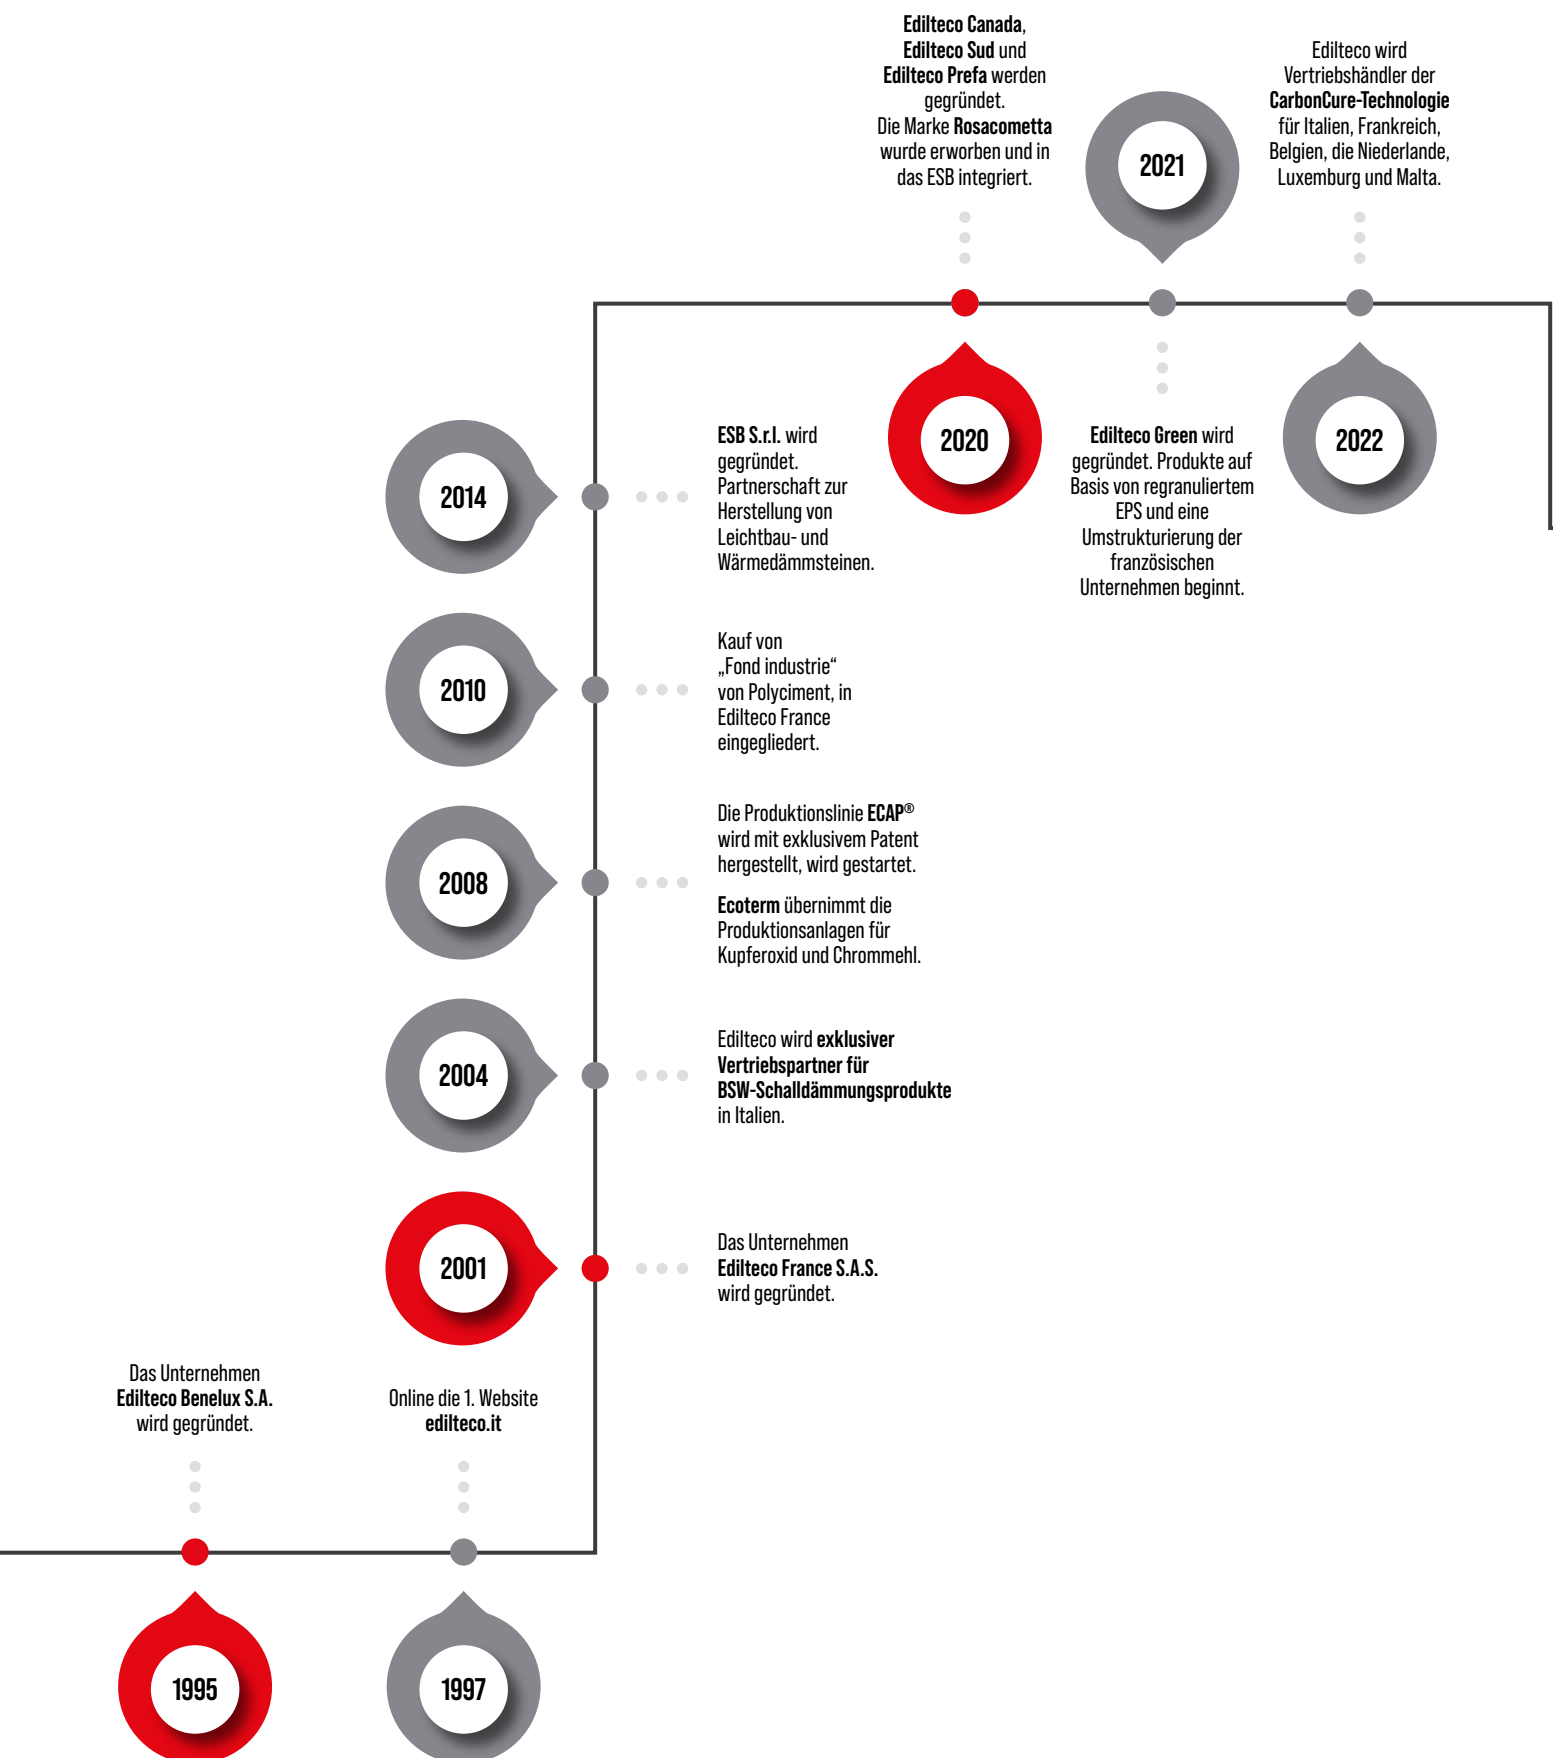 Edilteco Canada,
Edilteco Sud und
Edilteco Prefa werden
gegründet.
Die Marke Rosacometta
wurde erworben und in
das ESB integriert.
2021
Edilteco wird
Vertriebshändler der
CarbonCure-Technologie
für Italien, Frankreich,
Belgien, die Niederlande,
Luxemburg und Malta.
2020
Edilteco Green wird
gegründet. Produkte auf
Basis von regranuliertem
EPS und eine
Umstrukturierung der
französischen
Unternehmen beginnt.
2022
2014
ESB S.r.l. wird
gegründet.
Partnerschaft zur
Herstellung von
Leichtbau- und
Wärmedämmsteinen.
2010
Kauf von
„Fond industrie“
von Polyciment, in
Edilteco France
eingegliedert.
2008
Die Produktionslinie ECAP®
wird mit exklusivem Patent
hergestellt, wird gestartet.
Ecoterm übernimmt die
Produktionsanlagen für
Kupferoxid und Chrommehl.
2004
Edilteco wird exklusiver
Vertriebspartner für
BSW-Schalldämmungsprodukte
in Italien.
2001
Das Unternehmen
Edilteco France S.A.S.
wird gegründet.
Das Unternehmen
Edilteco Benelux S.A.
wird gegründet.
Online die 1. Website
edilteco.it
1995
1997